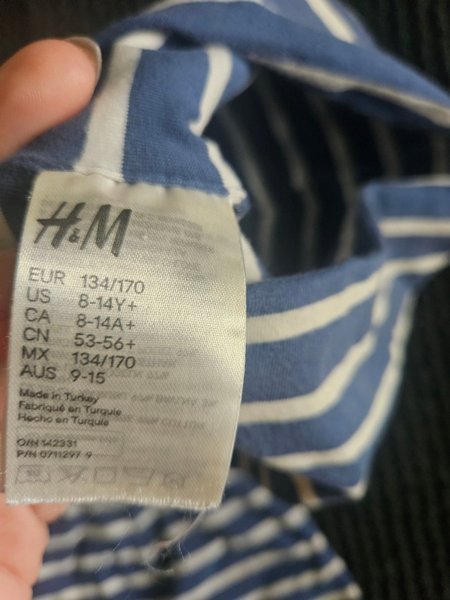 H&M
EUR 134/170
US 8-14Y+
CA 8-14A+
CN 53-56+
MX 134/170
AUS 9-15
Made in Turkey
Fabriqué en Turquie
Hecho en Turquía
O/N 142331
P/N 0711297 9